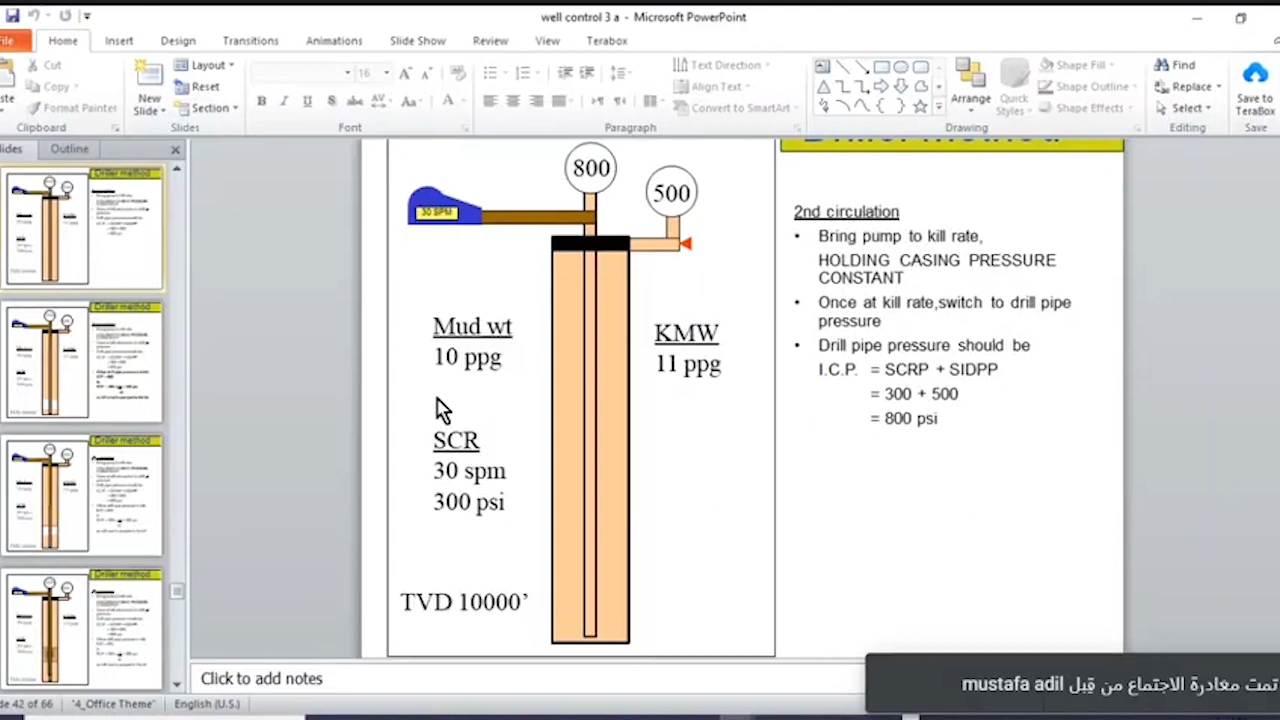 well control 3 a - Microsoft PowerPoint
File Home Insert Design Transitions Animations Slide Show Review View Terabox
Cut
Copy
Format Painter
Clipboard
New Slide
Layout
Reset
Section
Slides
16
Font
Text Direction
Align Text
Convert to SmartArt
Paragraph
Arrange
Quick Styles
Shape Fill
Shape Outline
Shape Effects
Drawing
Find
Replace
Select
Editing
Save to TeraBox
Save
Slides Outline
800
500
30 SPM
Mud wt
10 ppg
KMW
11 ppg
SCR
30 spm
300 psi
TVD 10000’
2nd circulation
• Bring pump to kill rate,
HOLDING CASING PRESSURE
CONSTANT
• Once at kill rate,switch to drill pipe
pressure
• Drill pipe pressure should be
I.C.P. = SCRP + SIDPP
= 300 + 500
= 800 psi
Click to add notes
تمت مغادرة الاجتماع من قِبل mustafa adil
42 of 66 "4_Office Theme" English (U.S.)